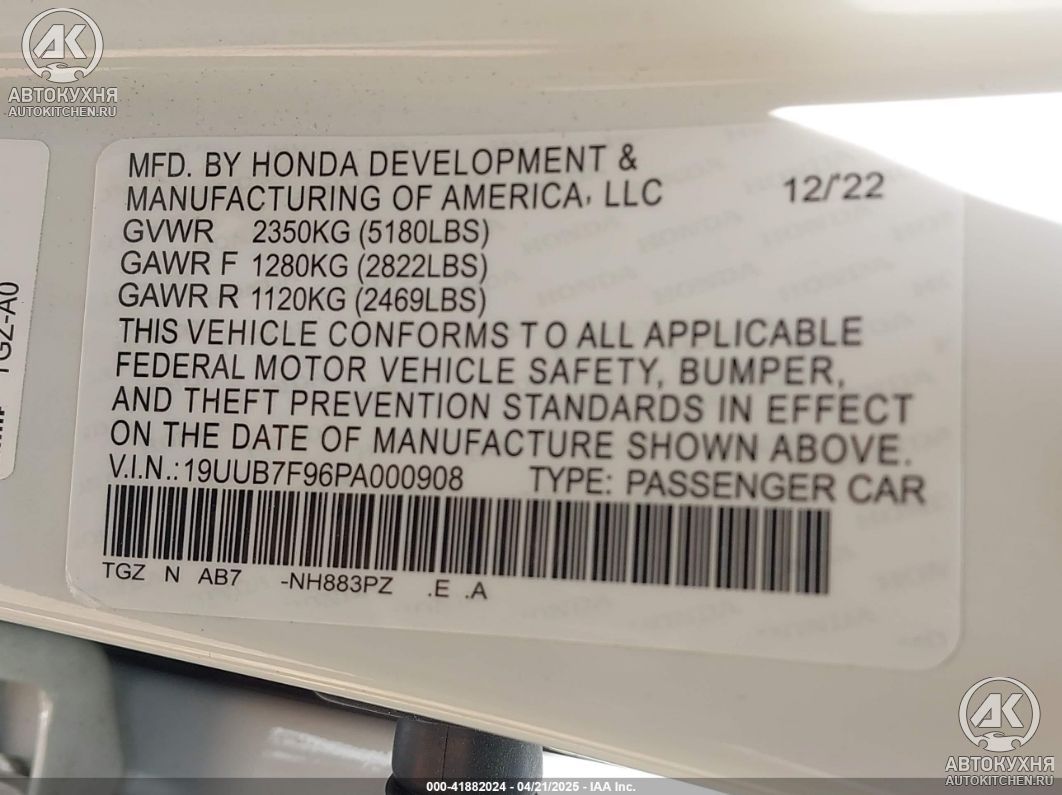 АВТОКУХНЯ
AUTOKITCHEN.RU
MFD. BY HONDA DEVELOPMENT &
MANUFACTURING OF AMERICA, LLC 12/'22
GVWR 2350KG (5180LBS)
GAWR F 1280KG (2822LBS)
GAWR R 1120KG (2469LBS)
THIS VEHICLE CONFORMS TO ALL APPLICABLE
FEDERAL MOTOR VEHICLE SAFETY, BUMPER,
AND THEFT PREVENTION STANDARDS IN EFFECT
ON THE DATE OF MANUFACTURE SHOWN ABOVE.
V.I.N.:19UUB7F96PA000908 TYPE: PASSENGER CAR
TGZ N AB7 -NH883PZ .E .A
TGZ-A0
АВТОКУХНЯ
AUTOKITCHEN.RU
000-41882024 - 04/21/2025 - IAA Inc.